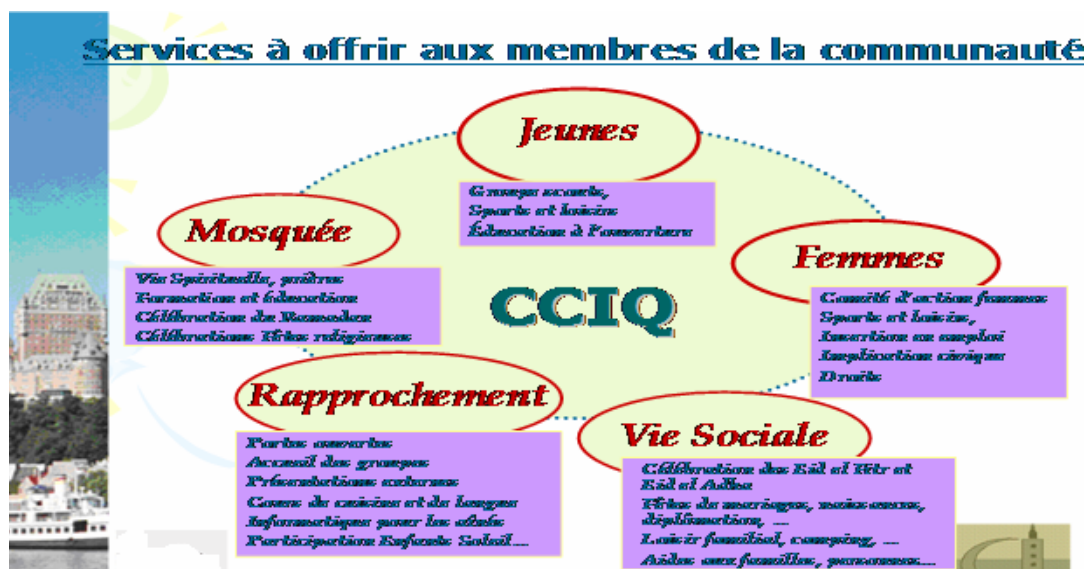 Services à offrir aux membres de la communauté
Jeunes
Groupe scouts,
Sports et loisirs
Éducation à l'ouverture
Mosquée
Vie Spirituelle, prières
Formation et éducation
Célébration du Ramadan
Célébrations Fêtes religieuses
CCIQ
Femmes
Comité d'action femmes
Sports et loisirs,
Insertion en emploi
Implication civique
Droits
Rapprochement
Portes ouvertes
Accueil des groupes
Présentations externes
Cours de cuisine et de langue
Informatique pour les aînés
Participation Enfants Soleil....
Vie Sociale
Célébration des Eid el Fitr et
Eid el Adha
Fêtes de mariages, naissances,
diplômation, ...
Loisir familial, camping, ...
Aides aux familles, personnes....